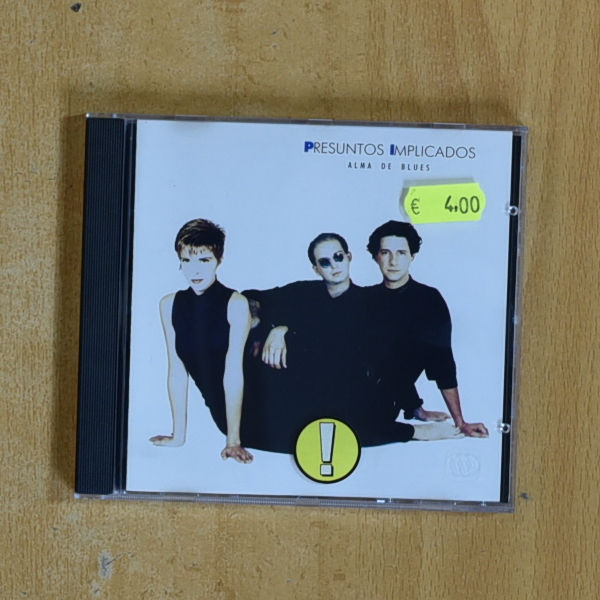 PRESUNTOS IMPLICADOS
ALMA DE BLUES
€ 4.00
!